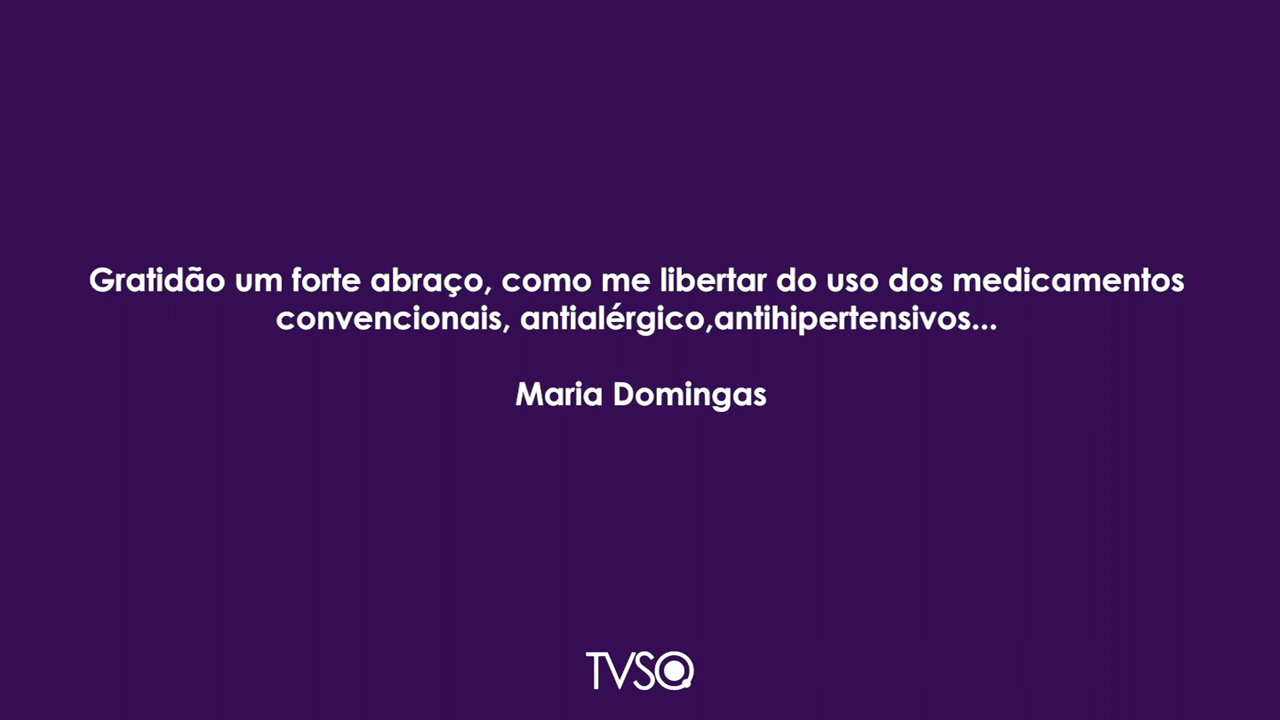 Gratidão um forte abraço, como me libertar do uso dos medicamentos
convencionais, antialérgico,antihipertensivos...
Maria Domingas
TVSQ